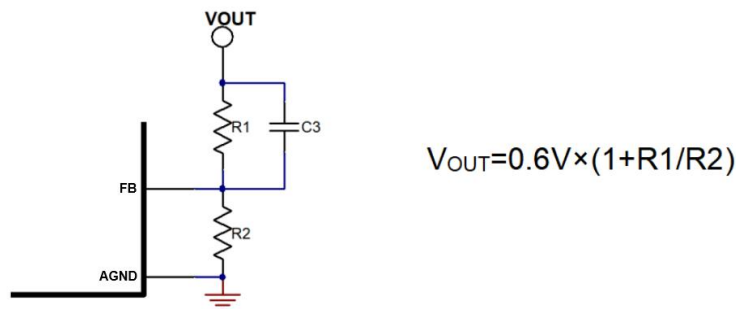 VOUT
R1
C3
VOUT=0.6V×(1+R1/R2)
FB
R2
AGND